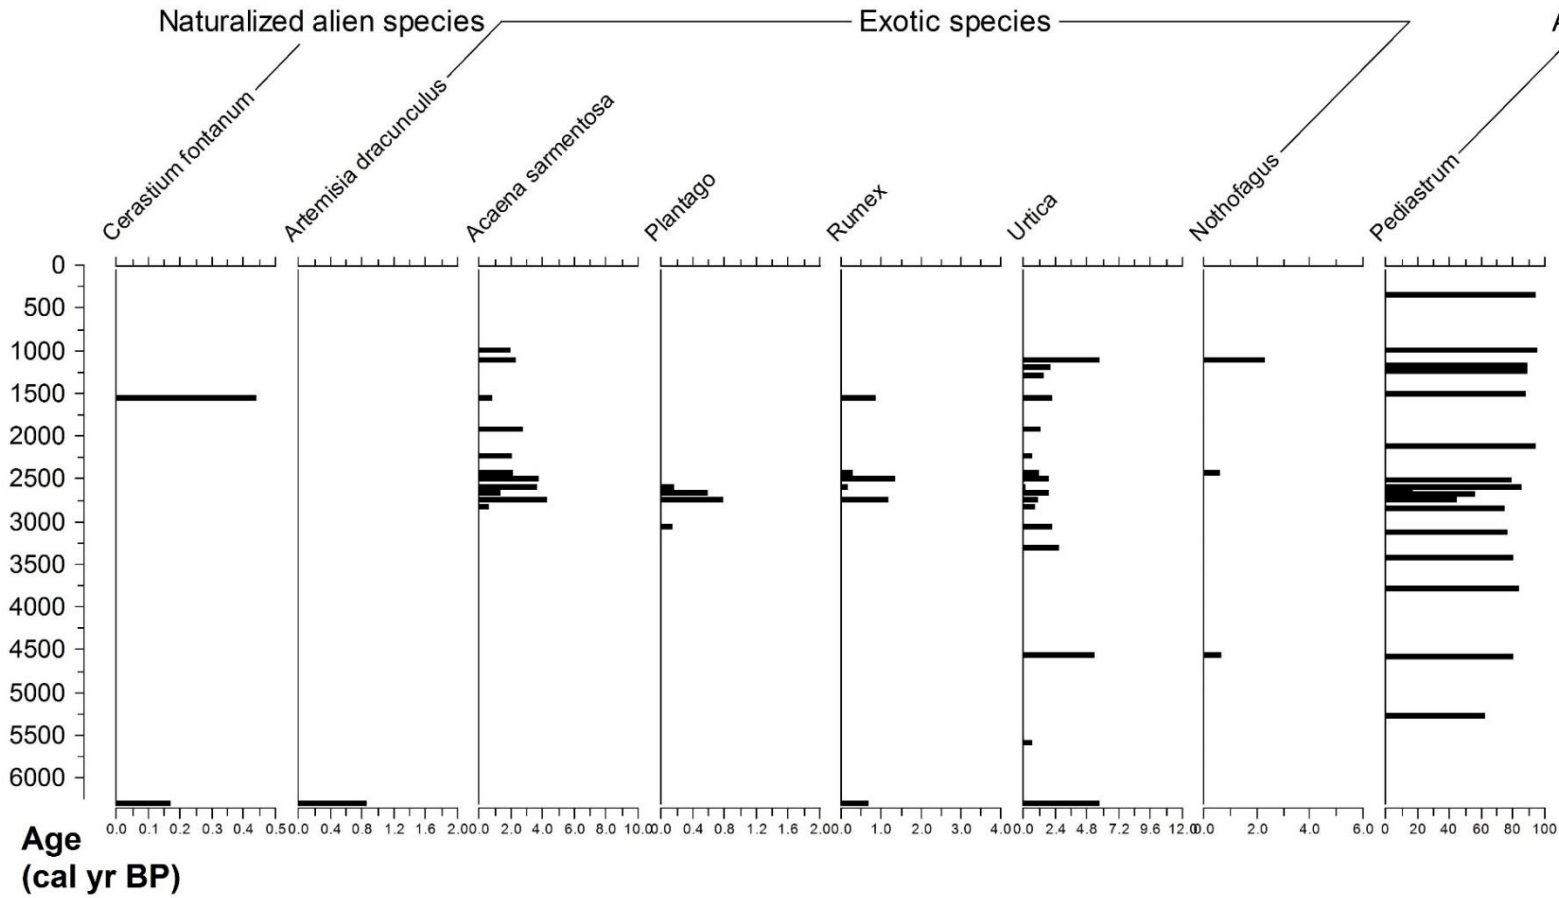 Naturalized alien species
Exotic species
A
Cerastium fontanum
Artemisia dracunculus
Acaena sarmentosa
Plantago
Rumex
Urtica
Nothofagus
Pediastrum
0
500
1000
1500
2000
2500
3000
3500
4000
4500
5000
5500
6000
0.0 0.1 0.2 0.3 0.4 0.5
0.0 0.4 0.8 1.2 1.6 2.0
0.0 2.0 4.0 6.0 8.0 10.0
0.0 0.4 0.8 1.2 1.6 2.0
0.0 1.0 2.0 3.0 4.0
0.0 2.4 4.8 7.2 9.6 12.0
0.0 2.0 4.0 6.0
0 20 40 60 80 100
Age
(cal yr BP)